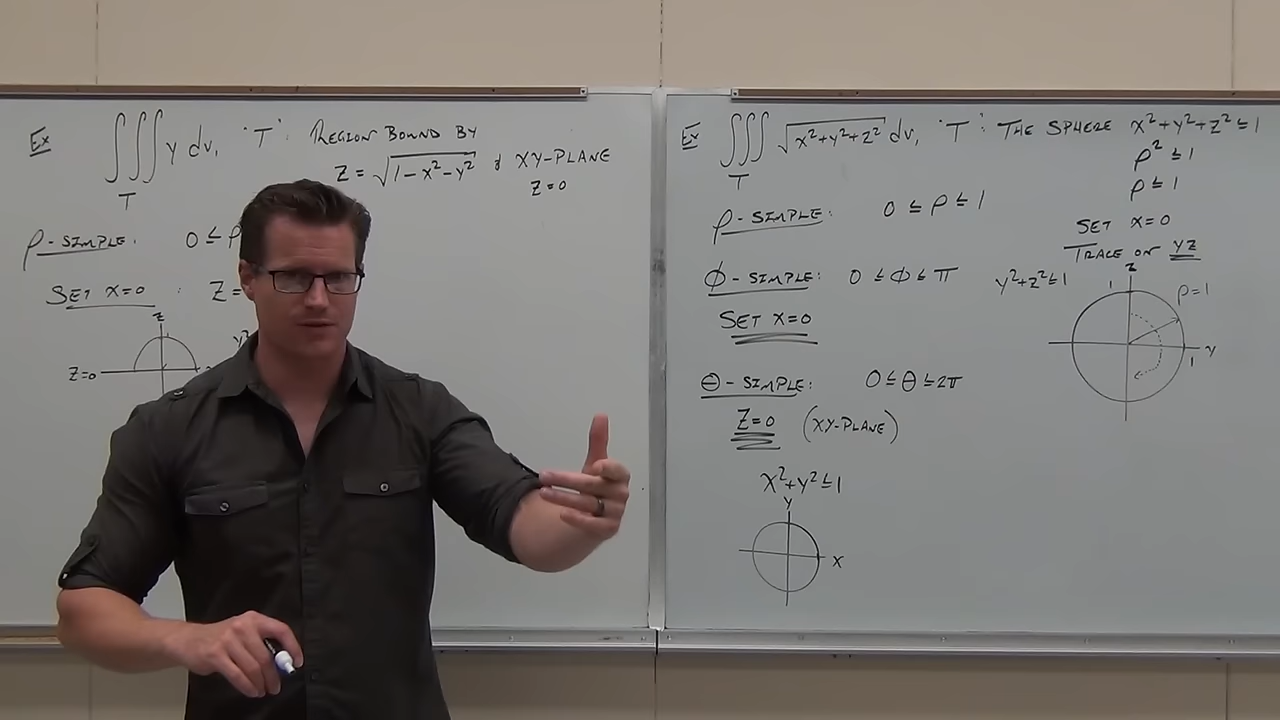 Ex ∭ y dv, "T": REGION BOUND BY
T
z = √(1-x²-y²) & XY-PLANE
z=0
ρ-SIMPLE: 0 ≤ ρ
SET x=0 : z=
y²
z
z=0
Ex ∭ √(x²+y²+z²) dv, "T": THE SPHERE x²+y²+z² ≤ 1
T
ρ² ≤ 1
ρ ≤ 1
ρ-SIMPLE: 0 ≤ ρ ≤ 1
SET x=0
TRACE ON YZ
ϕ-SIMPLE: 0 ≤ ϕ ≤ π
SET x=0
y²+z² ≤ 1
z
1
ρ=1
y
1
θ-SIMPLE: 0 ≤ θ ≤ 2π
z=0 (XY-PLANE)
x²+y² ≤ 1
y
x